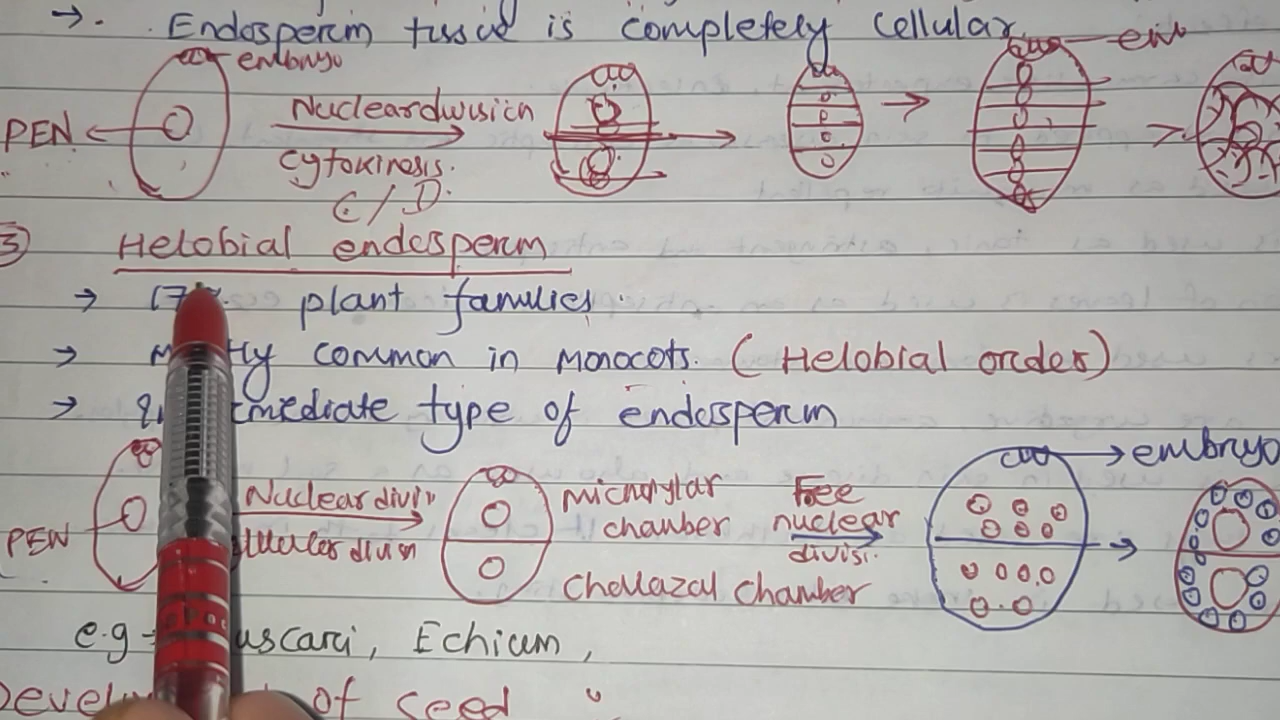 →. Endosperm tissue is completely cellular
embryo
PEN
Nuclear division
cytokinesis.
C/D.
3) Helobial endosperm
→ 17%. plant families.
→ common in Monocots. (Helobial order)
→ type of endosperm
PEN
Nuclear divi
micropylar
chamber
Chalazal chamber
Free
nuclear
divisi.
embryo
e.g - uscari, Echium,
Develo of seed